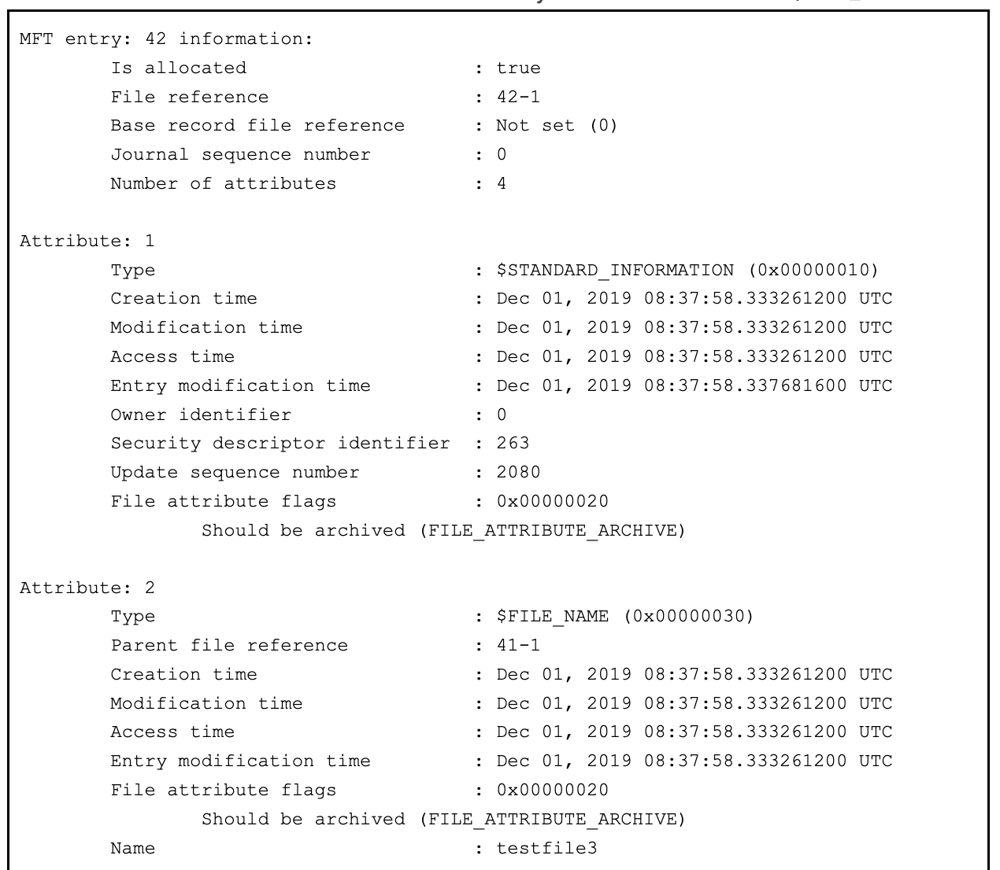 MFT entry: 42 information:
Is allocated : true
File reference : 42-1
Base record file reference : Not set (0)
Journal sequence number : 0
Number of attributes : 4
Attribute: 1
Type : $STANDARD_INFORMATION (0x00000010)
Creation time : Dec 01, 2019 08:37:58.333261200 UTC
Modification time : Dec 01, 2019 08:37:58.333261200 UTC
Access time : Dec 01, 2019 08:37:58.333261200 UTC
Entry modification time : Dec 01, 2019 08:37:58.337681600 UTC
Owner identifier : 0
Security descriptor identifier : 263
Update sequence number : 2080
File attribute flags : 0x00000020
Should be archived (FILE_ATTRIBUTE_ARCHIVE)
Attribute: 2
Type : $FILE_NAME (0x00000030)
Parent file reference : 41-1
Creation time : Dec 01, 2019 08:37:58.333261200 UTC
Modification time : Dec 01, 2019 08:37:58.333261200 UTC
Access time : Dec 01, 2019 08:37:58.333261200 UTC
Entry modification time : Dec 01, 2019 08:37:58.333261200 UTC
File attribute flags : 0x00000020
Should be archived (FILE_ATTRIBUTE_ARCHIVE)
Name : testfile3